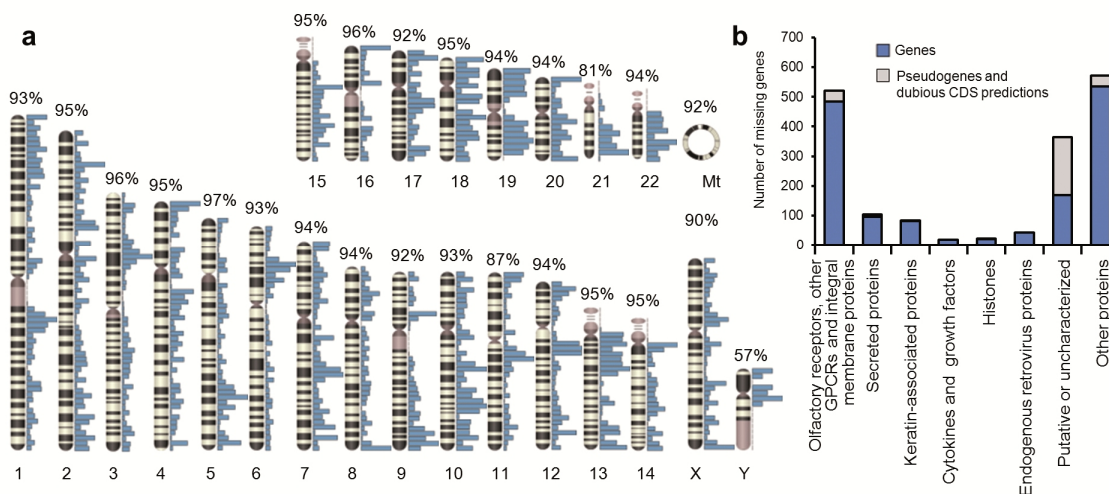 a
95%
96%
92%
95%
94%
94%
81%
94%
92%
15
16
17
18
19
20
21
22
Mt
93%
95%
96%
95%
97%
93%
94%
94%
92%
93%
87%
94%
95%
95%
90%
57%
1
2
3
4
5
6
7
8
9
10
11
12
13
14
X
Y
b
Number of missing genes
700
600
500
400
300
200
100
0
Genes
Pseudogenes and
dubious CDS predictions
Olfactory receptors, other
GPCRs and integral
membrane proteins
Secreted proteins
Keratin-associated proteins
Cytokines and growth factors
Histones
Endogenous retrovirus proteins
Putative or uncharacterized
Other proteins